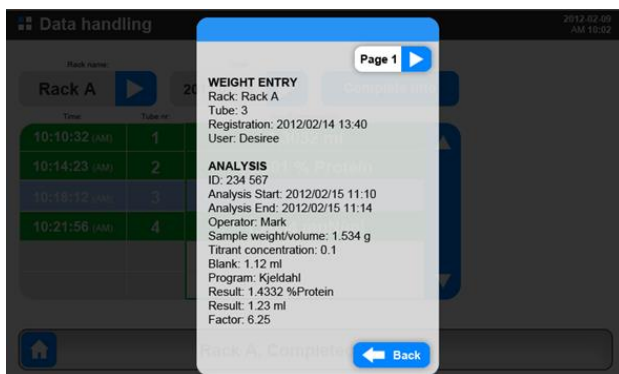 Data handling
2012-02-09
AM 10:02
Page 1
Rack name:
Rack A
20
WEIGHT ENTRY
Rack: Rack A
Tube: 3
Registration: 2012/02/14 13:40
User: Desiree
ANALYSIS
ID: 234 567
Analysis Start: 2012/02/15 11:10
Analysis End: 2012/02/15 11:14
Operator: Mark
Sample weight/volume: 1.534 g
Titrant concentration: 0.1
Blank: 1.12 ml
Program: Kjeldahl
Result: 1.4332 %Protein
Result: 1.23 ml
Factor: 6.25
Time Tube nr:
10:10:32 (AM) 1
10:14:23 (AM) 2 % Protein
10:18:12 (AM) 3
10:21:56 (AM) 4
Rack A, Complete
Back